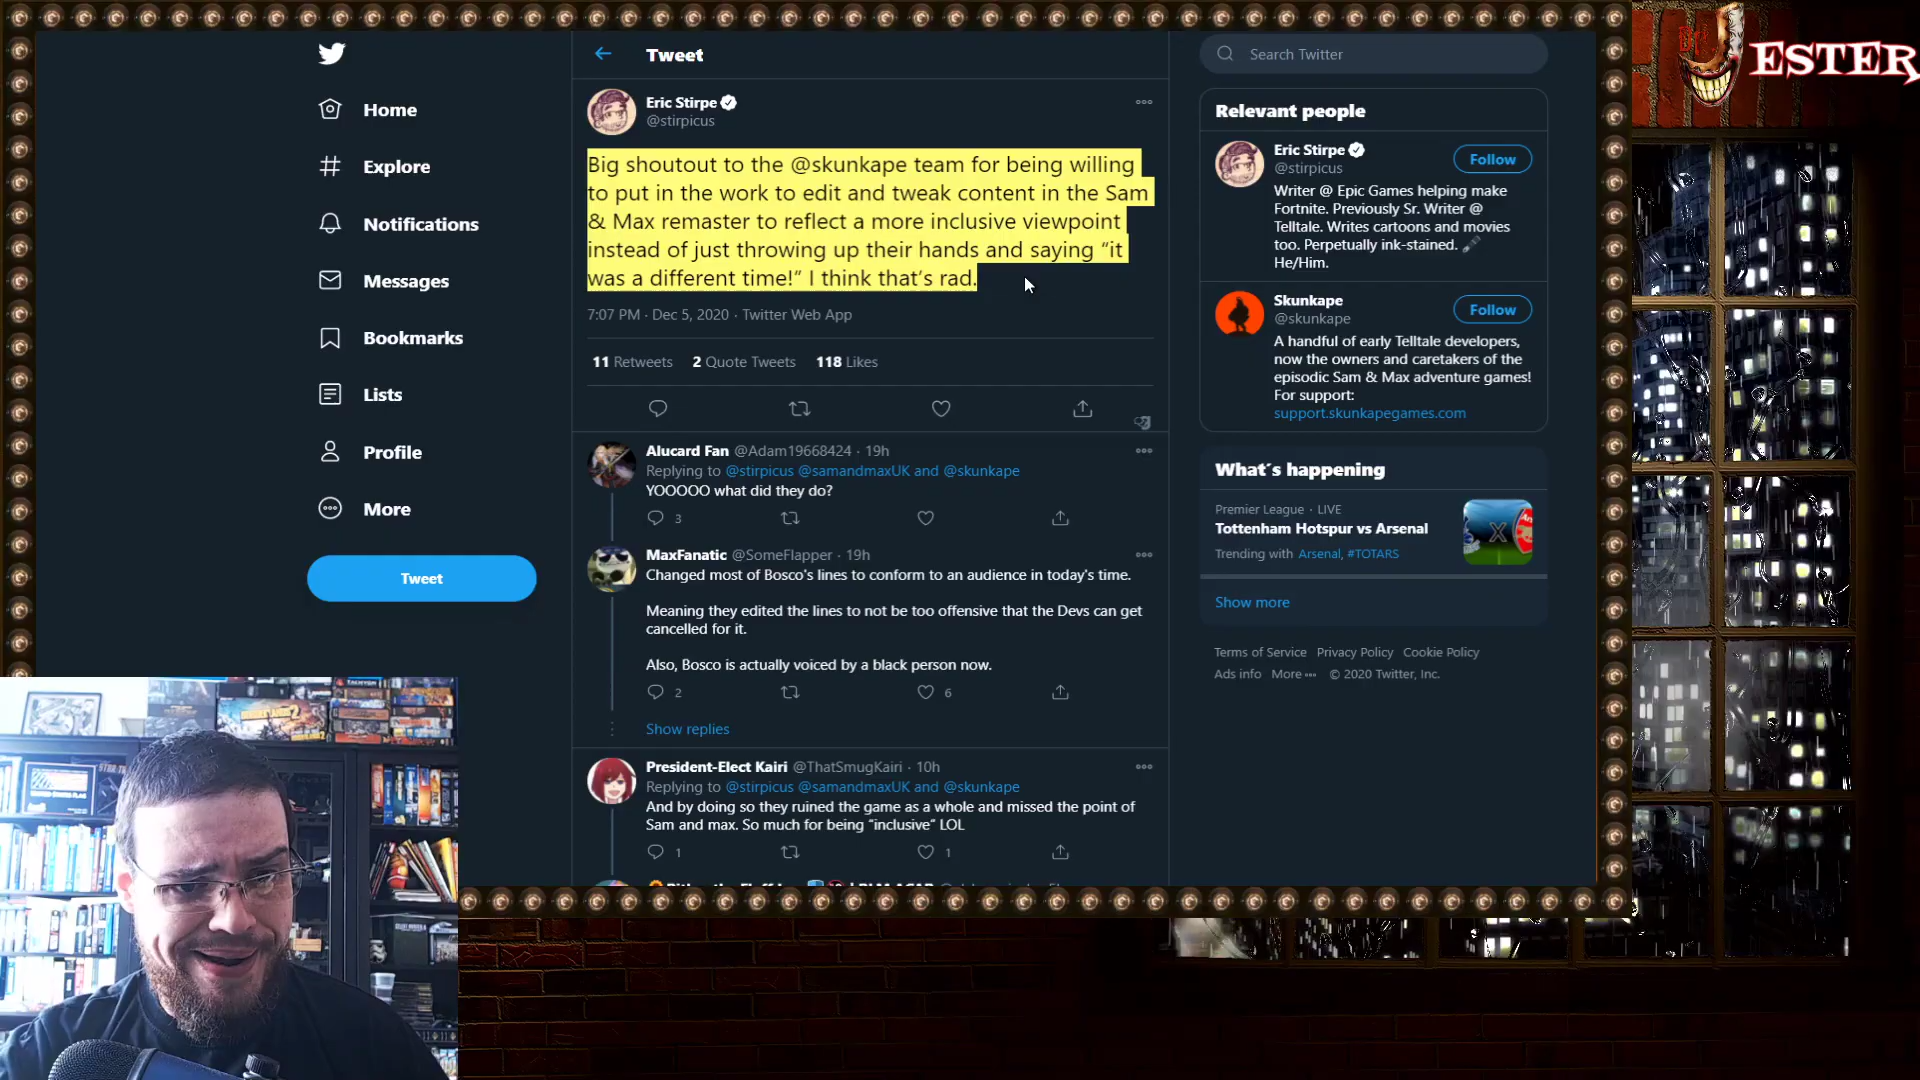 Home
Explore
Notifications
Messages
Bookmarks
Lists
Profile
More
Tweet
Tweet
Eric Stirpe
@stirpicus
Big shoutout to the @skunkape team for being willing
to put in the work to edit and tweak content in the Sam
& Max remaster to reflect a more inclusive viewpoint
instead of just throwing up their hands and saying “it
was a different time!” I think that’s rad.
7:07 PM · Dec 5, 2020 · Twitter Web App
11 Retweets 2 Quote Tweets 118 Likes
Alucard Fan @Adam19668424 · 19h
Replying to @stirpicus @samandmaxUK and @skunkape
YOOOOO what did they do?
3
MaxFanatic @SomeFlapper · 19h
Changed most of Bosco's lines to conform to an audience in today's time.
Meaning they edited the lines to not be too offensive that the Devs can get
cancelled for it.
Also, Bosco is actually voiced by a black person now.
2 6
Show replies
President-Elect Kairi @ThatSmugKairi · 10h
Replying to @stirpicus @samandmaxUK and @skunkape
And by doing so they ruined the game as a whole and missed the point of
Sam and max. So much for being “inclusive” LOL
1 1
Search Twitter
Relevant people
Eric Stirpe
@stirpicus
Follow
Writer @ Epic Games helping make
Fortnite. Previously Sr. Writer @
Telltale. Writes cartoons and movies
too. Perpetually ink-stained.
He/Him.
Skunkape
@skunkape
Follow
A handful of early Telltale developers,
now the owners and caretakers of the
episodic Sam & Max adventure games!
For support:
support.skunkapegames.com
What's happening
Premier League · LIVE
Tottenham Hotspur vs Arsenal
Trending with Arsenal, #TOTARS
Show more
Terms of Service Privacy Policy Cookie Policy
Ads info More ••• © 2020 Twitter, Inc.
ESTER